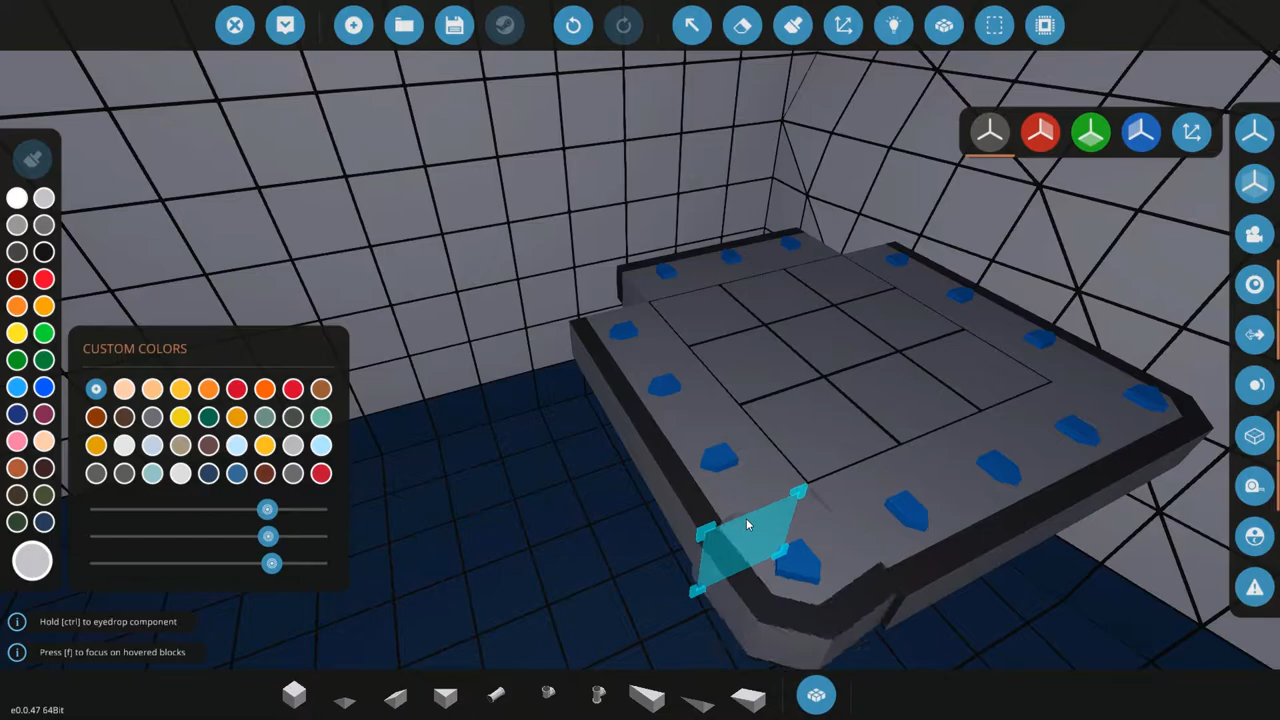 CUSTOM COLORS
Hold [ctrl] to eyedrop component
Press [f] to focus on hovered blocks
e0.0.47 64Bit